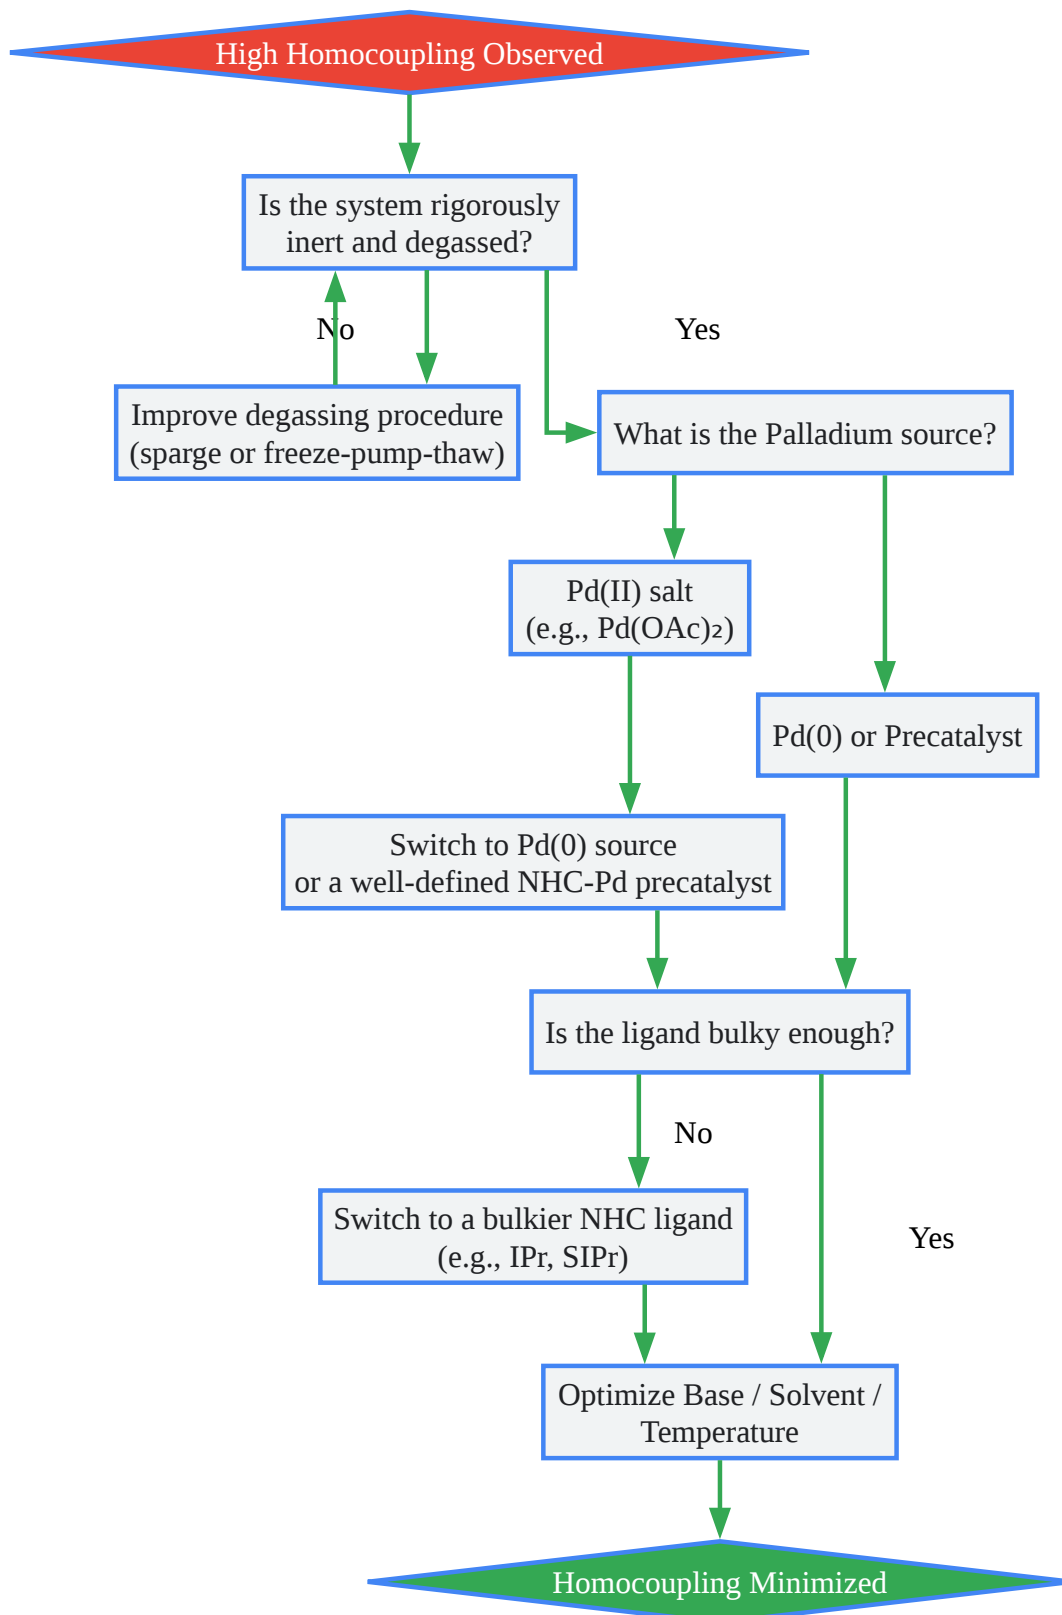 High Homocoupling Observed
Is the system rigorously
inert and degassed?
No
Yes
Improve degassing procedure
(sparge or freeze-pump-thaw)
What is the Palladium source?
Pd(II) salt
(e.g., Pd(OAc)₂)
Pd(0) or Precatalyst
Switch to Pd(0) source
or a well-defined NHC-Pd precatalyst
Is the ligand bulky enough?
No
Switch to a bulkier NHC ligand
(e.g., IPr, SIPr)
Yes
Optimize Base / Solvent /
Temperature
Homocoupling Minimized